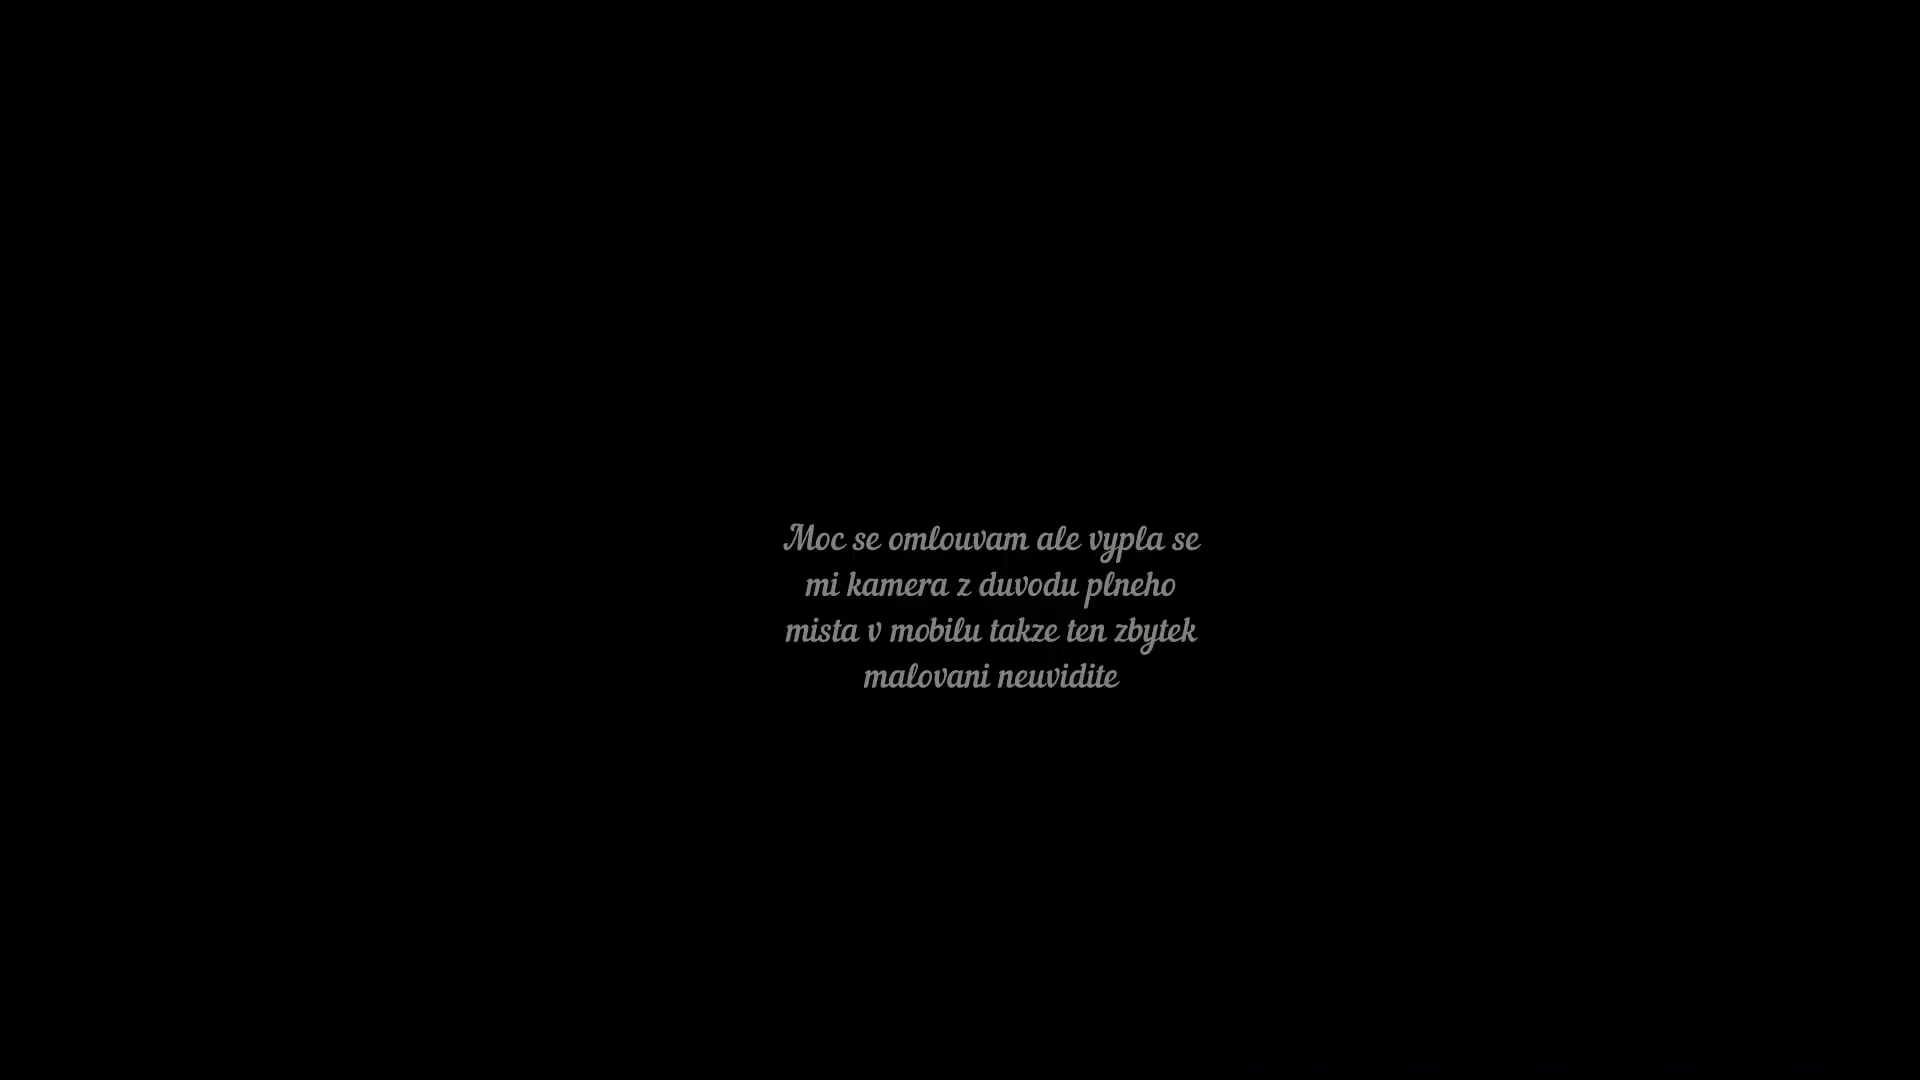 Moc se omlouvam ale vypla se
mi kamera z duvodu plneho
mista v mobilu takze ten zbytek
malovani neuvidite